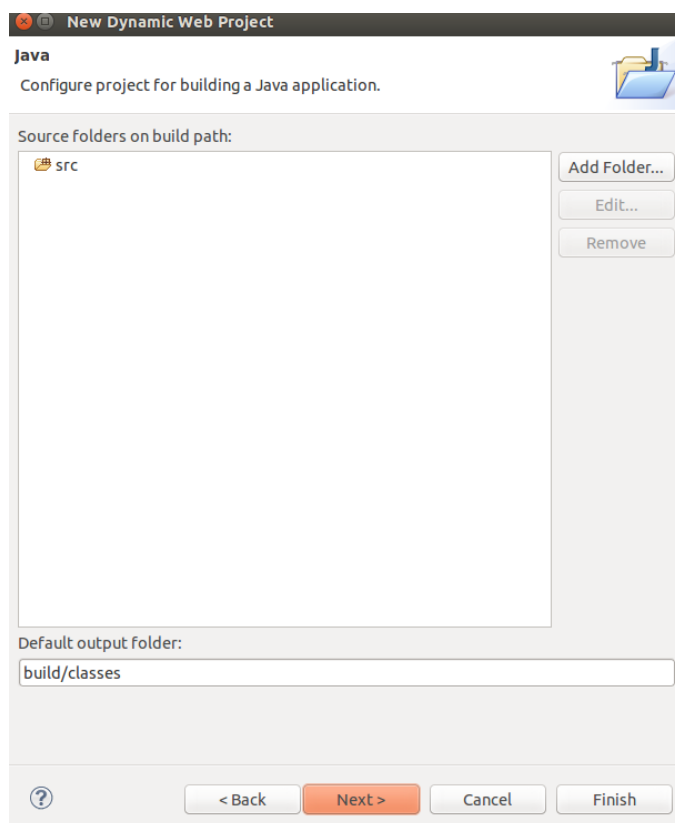 New Dynamic Web Project
Java
Configure project for building a Java application.
Source folders on build path:
src
Add Folder...
Edit...
Remove
Default output folder:
build/classes
?
< Back
Next >
Cancel
Finish